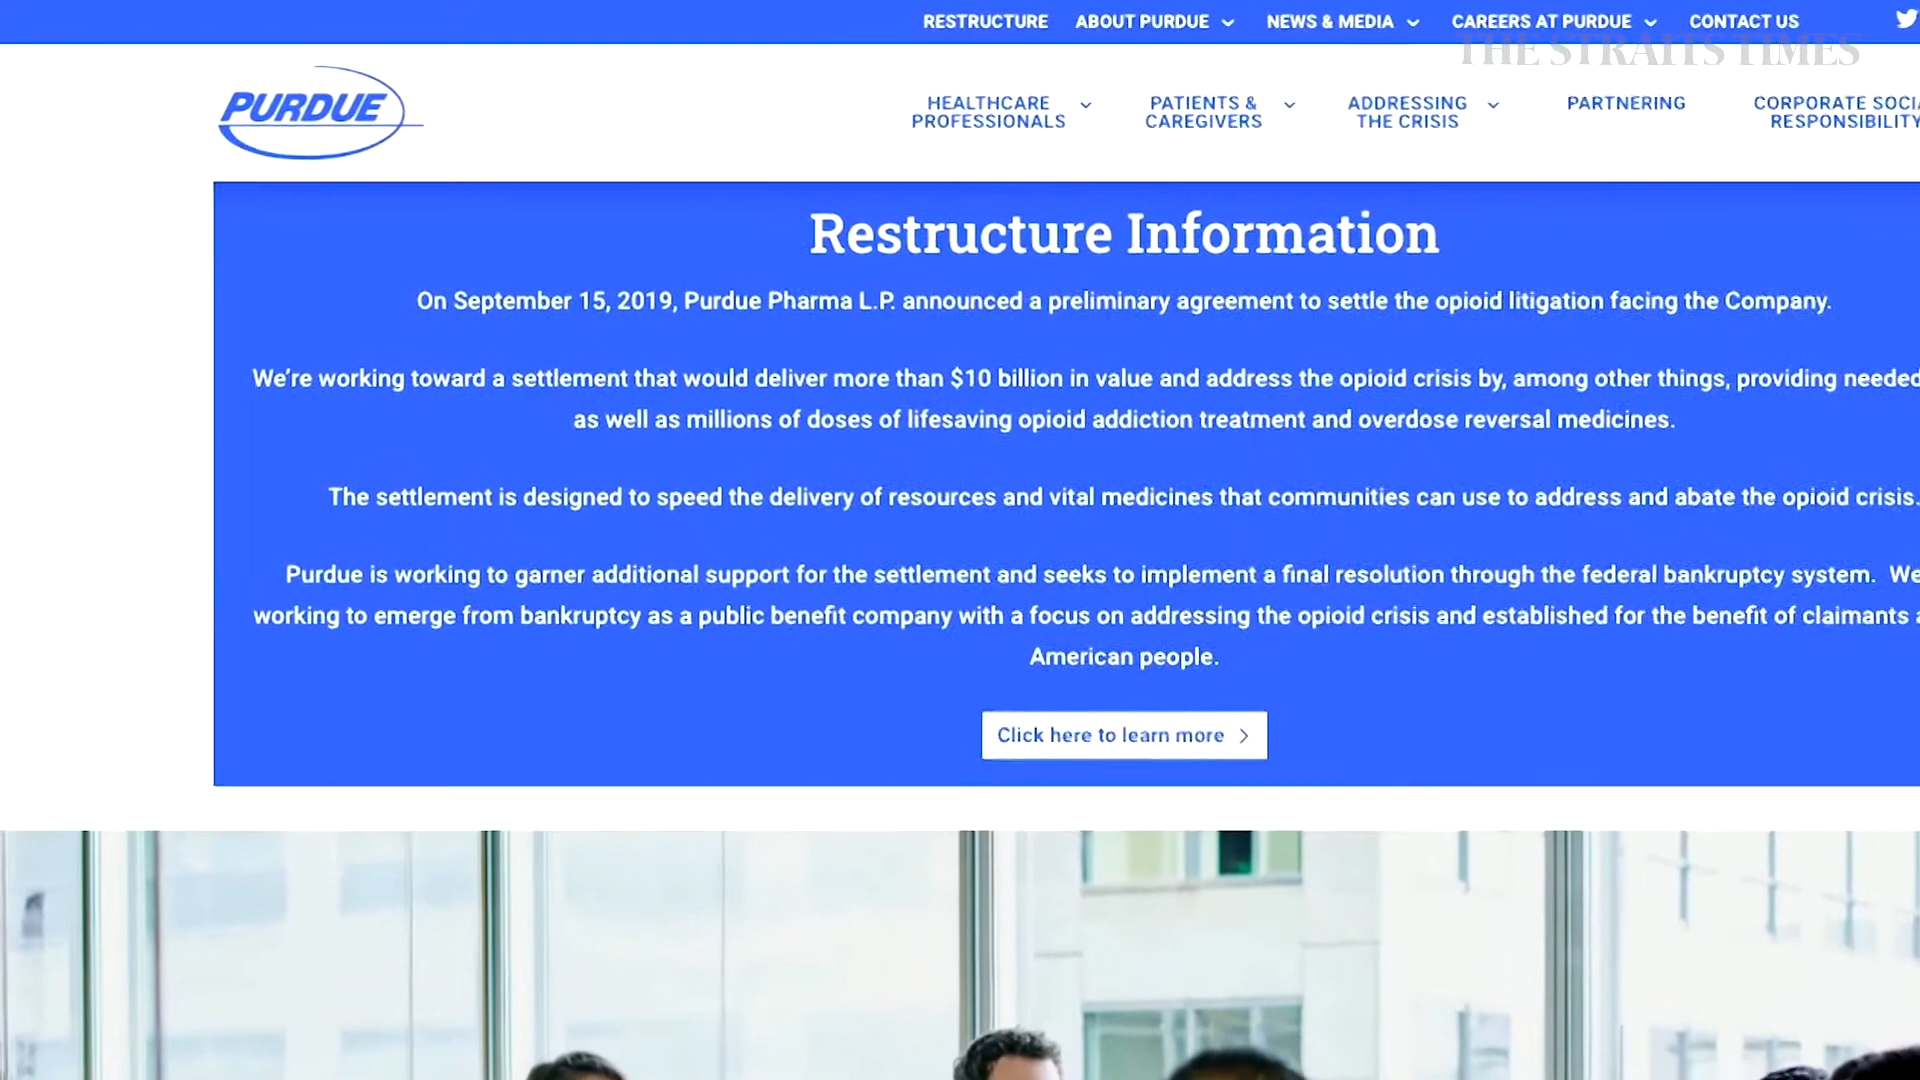 RESTRUCTURE ABOUT PURDUE NEWS & MEDIA CAREERS AT PURDUE CONTACT US
THE STRAITS TIMES
PURDUE
HEALTHCARE
PROFESSIONALS
PATIENTS &
CAREGIVERS
ADDRESSING
THE CRISIS
PARTNERING
CORPORATE
RESPONSIBILITY
Restructure Information
On September 15, 2019, Purdue Pharma L.P. announced a preliminary agreement to settle the opioid litigation facing the Company.
We're working toward a settlement that would deliver more than $10 billion in value and address the opioid crisis by, among other things, providing needed
as well as millions of doses of lifesaving opioid addiction treatment and overdose reversal medicines.
The settlement is designed to speed the delivery of resources and vital medicines that communities can use to address and abate the opioid crisis.
Purdue is working to garner additional support for the settlement and seeks to implement a final resolution through the federal bankruptcy system. We
working to emerge from bankruptcy as a public benefit company with a focus on addressing the opioid crisis and established for the benefit of claimants
American people.
Click here to learn more